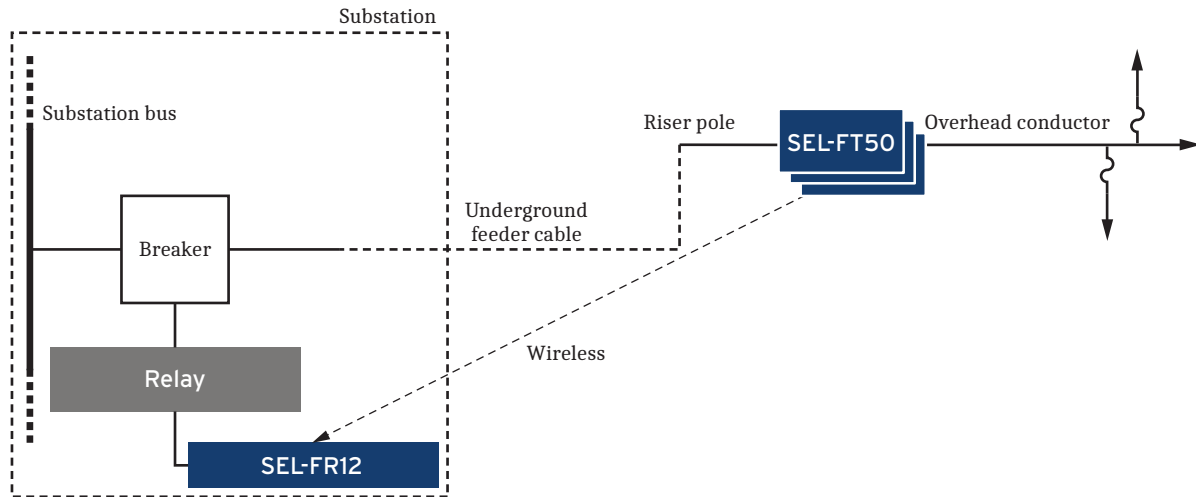 Substation
Substation bus
Riser pole
SEL-FT50
Overhead conductor
Underground
feeder cable
Breaker
Wireless
Relay
SEL-FR12